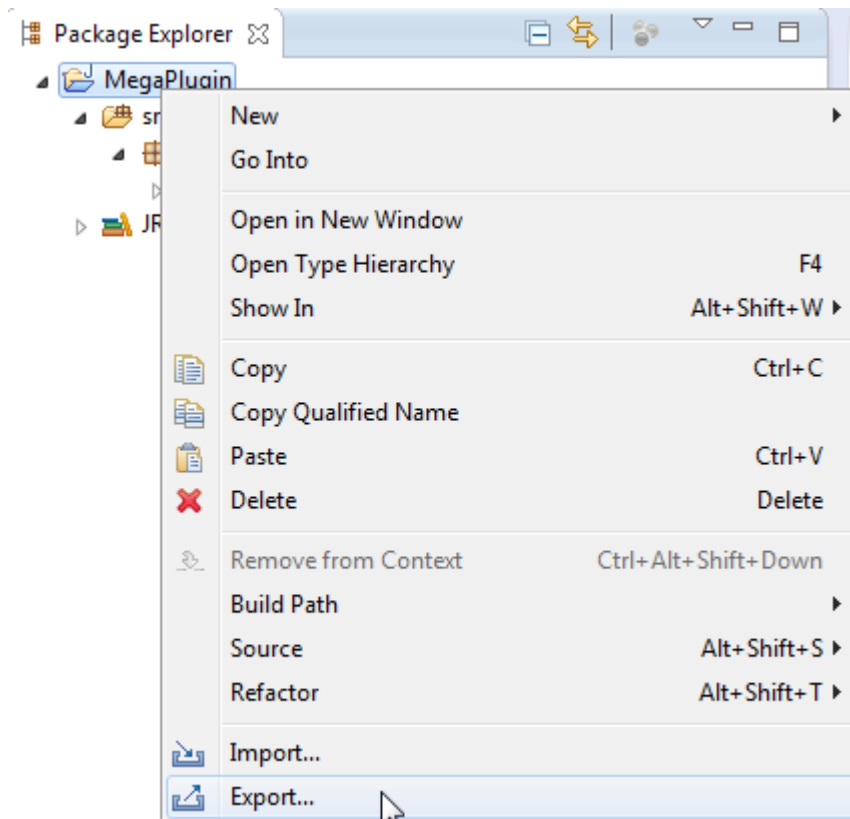 Package Explorer
MegaPlugin
sr
JR
New
Go Into
Open in New Window
Open Type Hierarchy F4
Show In Alt+Shift+W
Copy Ctrl+C
Copy Qualified Name
Paste Ctrl+V
Delete Delete
Remove from Context Ctrl+Alt+Shift+Down
Build Path
Source Alt+Shift+S
Refactor Alt+Shift+T
Import...
Export...